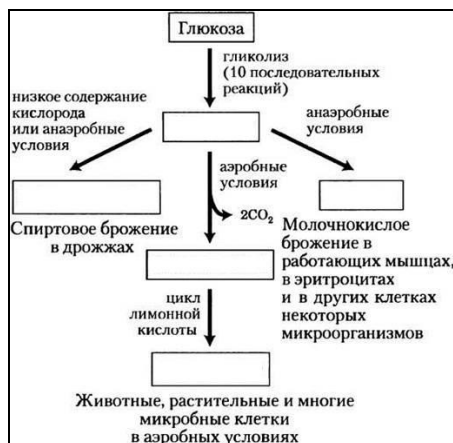 Глюкоза
гликолиз
(10 последовательных
реакций)
низкое содержание
кислорода
или анаэробные
условия
анаэробные
условия
аэробные
условия
2CO₂
Спиртовое брожение
в дрожжах
Молочнокислое
брожение в
работающих мышцах,
в эритроцитах
и в других клетках
некоторых
микроорганизмов
цикл
лимонной
кислоты
Животные, растительные и многие
микробные клетки
в аэробных условиях